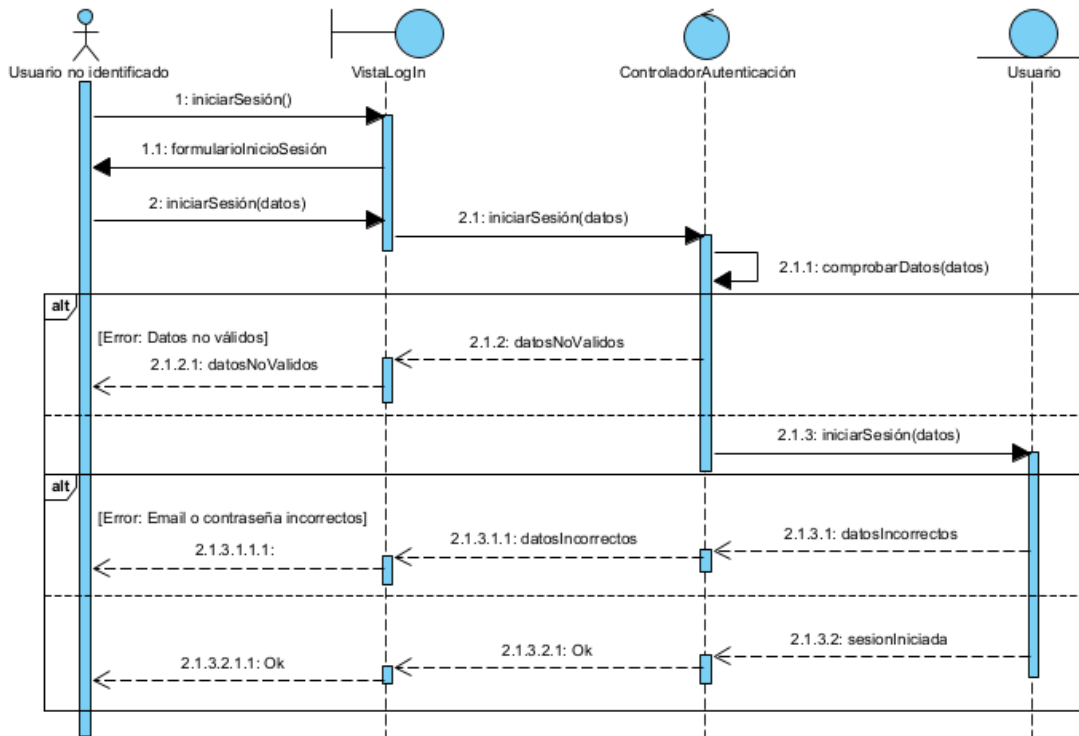 Usuario no identificado
VistaLogIn
ControladorAutenticación
Usuario
1: iniciarSesión()
1.1: formularioInicioSesión
2: iniciarSesión(datos)
2.1: iniciarSesión(datos)
2.1.1: comprobarDatos(datos)
alt
[Error: Datos no válidos]
2.1.2: datosNoValidos
2.1.2.1: datosNoValidos
2.1.3: iniciarSesión(datos)
alt
[Error: Email o contraseña incorrectos]
2.1.3.1: datosIncorrectos
2.1.3.1.1: datosIncorrectos
2.1.3.1.1.1:
2.1.3.2: sesionIniciada
2.1.3.2.1: Ok
2.1.3.2.1.1: Ok